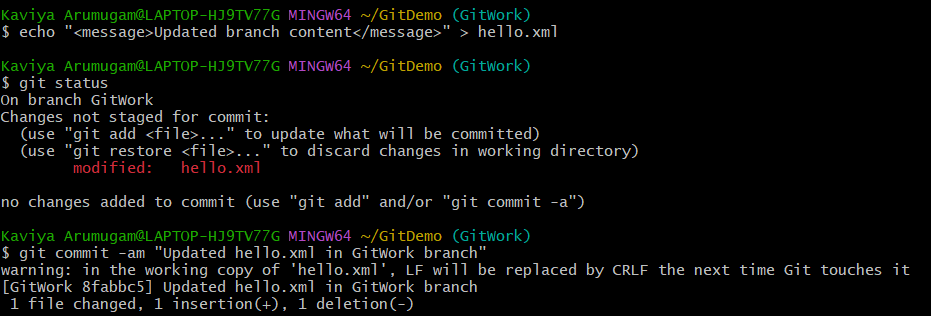 Kaviya Arumugam@LAPTOP-HJ9TV77G MINGW64 ~/GitDemo (GitWork)
$ echo "<message>Updated branch content</message>" > hello.xml
Kaviya Arumugam@LAPTOP-HJ9TV77G MINGW64 ~/GitDemo (GitWork)
$ git status
On branch GitWork
Changes not staged for commit:
  (use "git add <file>..." to update what will be committed)
  (use "git restore <file>..." to discard changes in working directory)
        modified:   hello.xml
no changes added to commit (use "git add" and/or "git commit -a")
Kaviya Arumugam@LAPTOP-HJ9TV77G MINGW64 ~/GitDemo (GitWork)
$ git commit -am "Updated hello.xml in GitWork branch"
warning: in the working copy of 'hello.xml', LF will be replaced by CRLF the next time Git touches it
[GitWork 8fabbc5] Updated hello.xml in GitWork branch
 1 file changed, 1 insertion(+), 1 deletion(-)